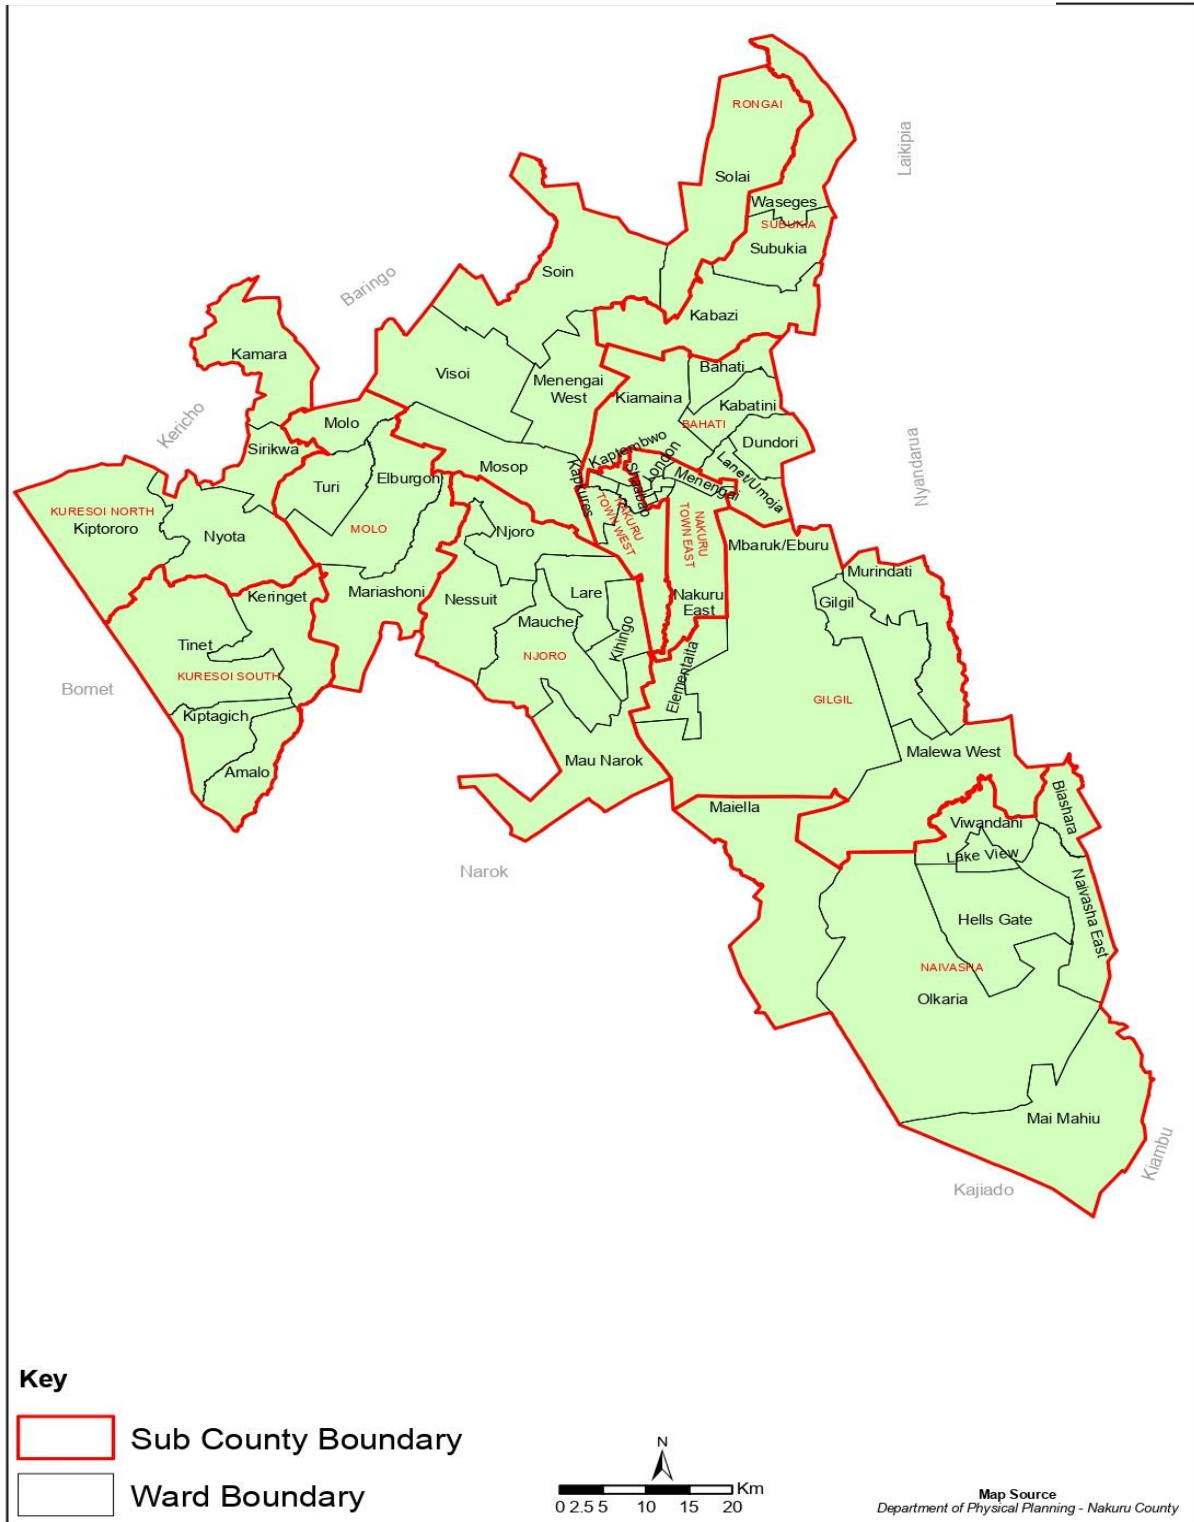 RONGAI
Laikipia
Solai
Waseges
SUBUKIA
Subukia
Soin
Baringo
Kabazi
Kamara
Visoi
Menengai
West
Bahati
Kiamaina
Kabatini
Kericho
Molo
BAHATI
Dundori
Sirikwa
Kaptembwo
London
Mosop
Elburgon
Turi
Kaptures
Shaabab
Menengai
Lanet/Umoja
Nyandarua
KURESOI NORTH
Kiptororo
Nyota
MOLO
Njoro
NAKURU
TOWN WEST
NAKURU
TOWN EAST
Mbaruk/Eburu
Murindati
Keringet
Mariashoni
Nessuit
Lare
Nakuru
East
Gilgil
Mauche
Tinet
Kihingo
NJORO
Elementaita
KURESOI SOUTH
Bomet
GILGIL
Kiptagich
Malewa West
Mau Narok
Amalo
Maiella
Biashara
Viwandani
Lake View
Narok
Naivasha East
Hells Gate
NAIVASHA
Olkaria
Mai Mahiu
Kiambu
Kajiado
Key
Sub County Boundary
Ward Boundary
N
Km
0 2.5 5 10 15 20
Map Source
Department of Physical Planning - Nakuru County